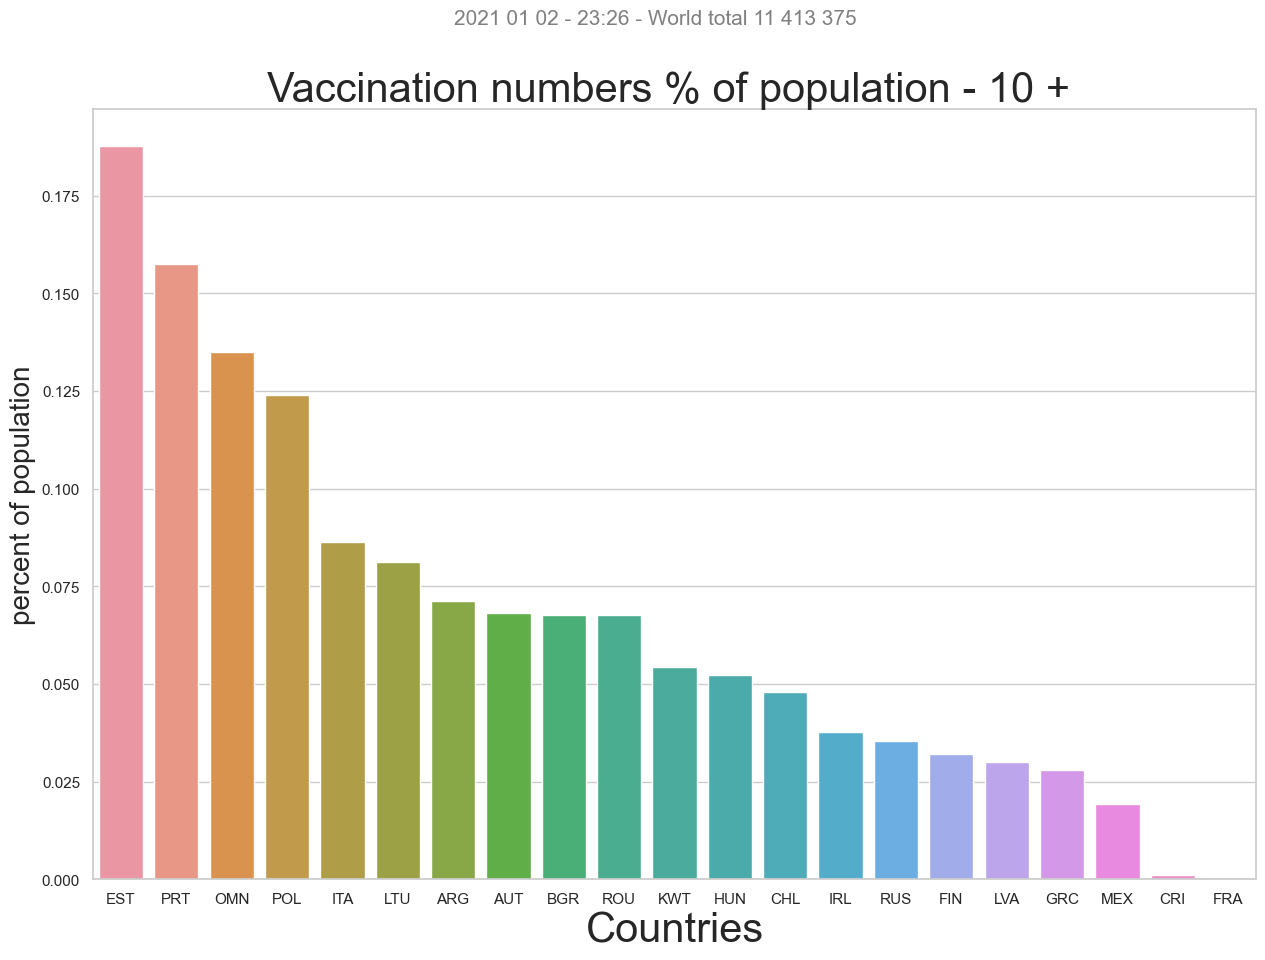 2021 01 02 - 23:26 - World total 11 413 375
Vaccination numbers % of population - 10 +
percent of population
0.175
0.150
0.125
0.100
0.075
0.050
0.025
0.000
EST PRT OMN POL ITA LTU ARG AUT BGR ROU KWT HUN CHL IRL RUS FIN LVA GRC MEX CRI FRA
Countries